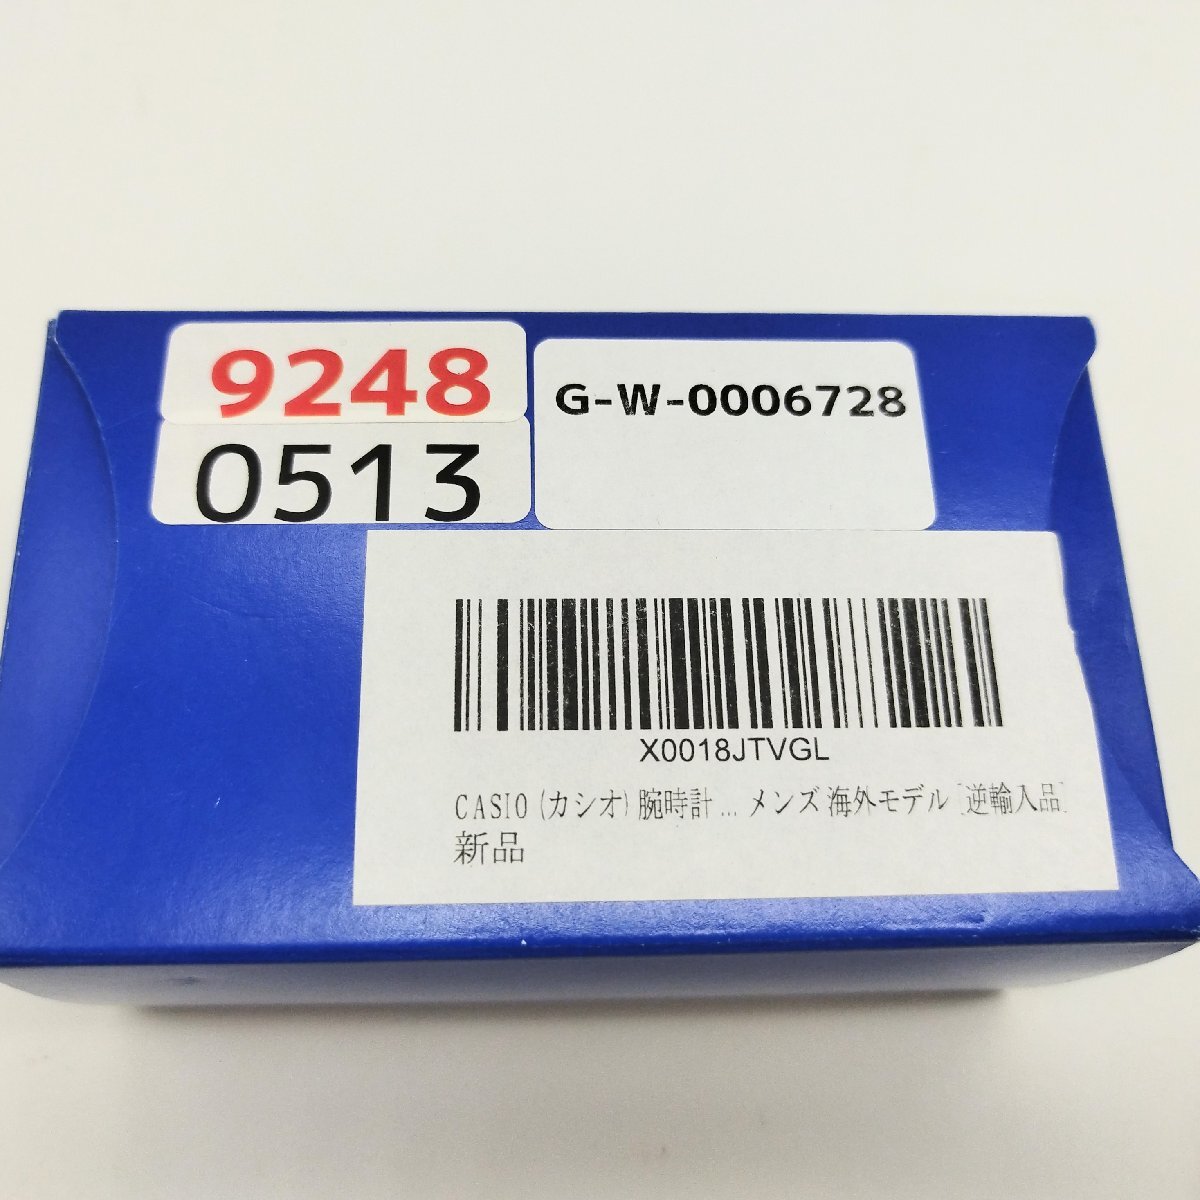 9248
0513
G-W-0006728
X0018JTVGL
CASIO (カシオ) 腕時計 ... メンズ 海外モデル [逆輸入品]
新品